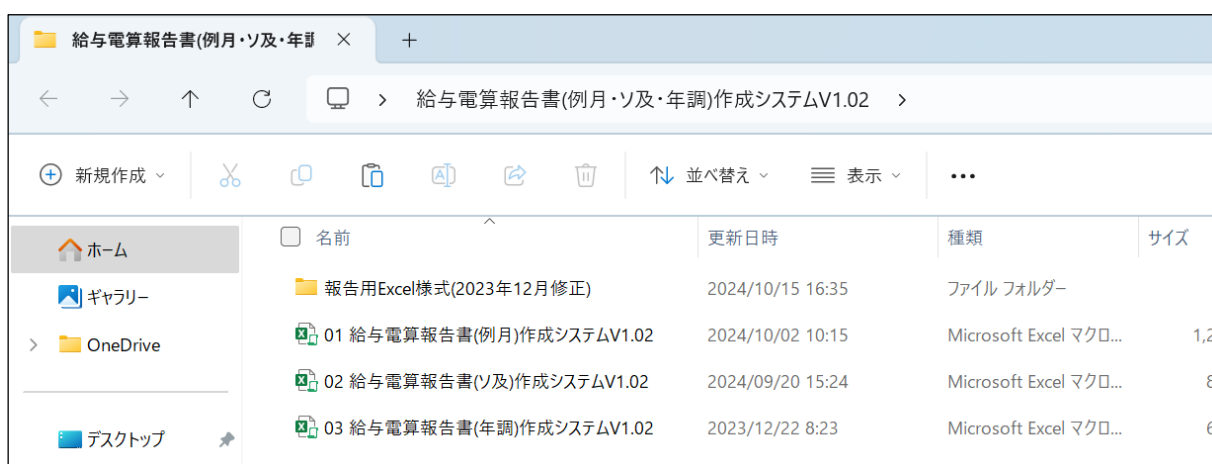 給与電算報告書(例月・ソ及・年調
給与電算報告書(例月・ソ及・年調)作成システムV1.02
新規作成
並べ替え
表示
名前 更新日時 種類 サイズ
ホーム
ギャラリー
OneDrive
デスクトップ
報告用Excel様式(2023年12月修正) 2024/10/15 16:35 ファイル フォルダー
01 給与電算報告書(例月)作成システムV1.02 2024/10/02 10:15 Microsoft Excel マクロ... 1,2
02 給与電算報告書(ソ及)作成システムV1.02 2024/09/20 15:24 Microsoft Excel マクロ...
03 給与電算報告書(年調)作成システムV1.02 2023/12/22 8:23 Microsoft Excel マクロ...